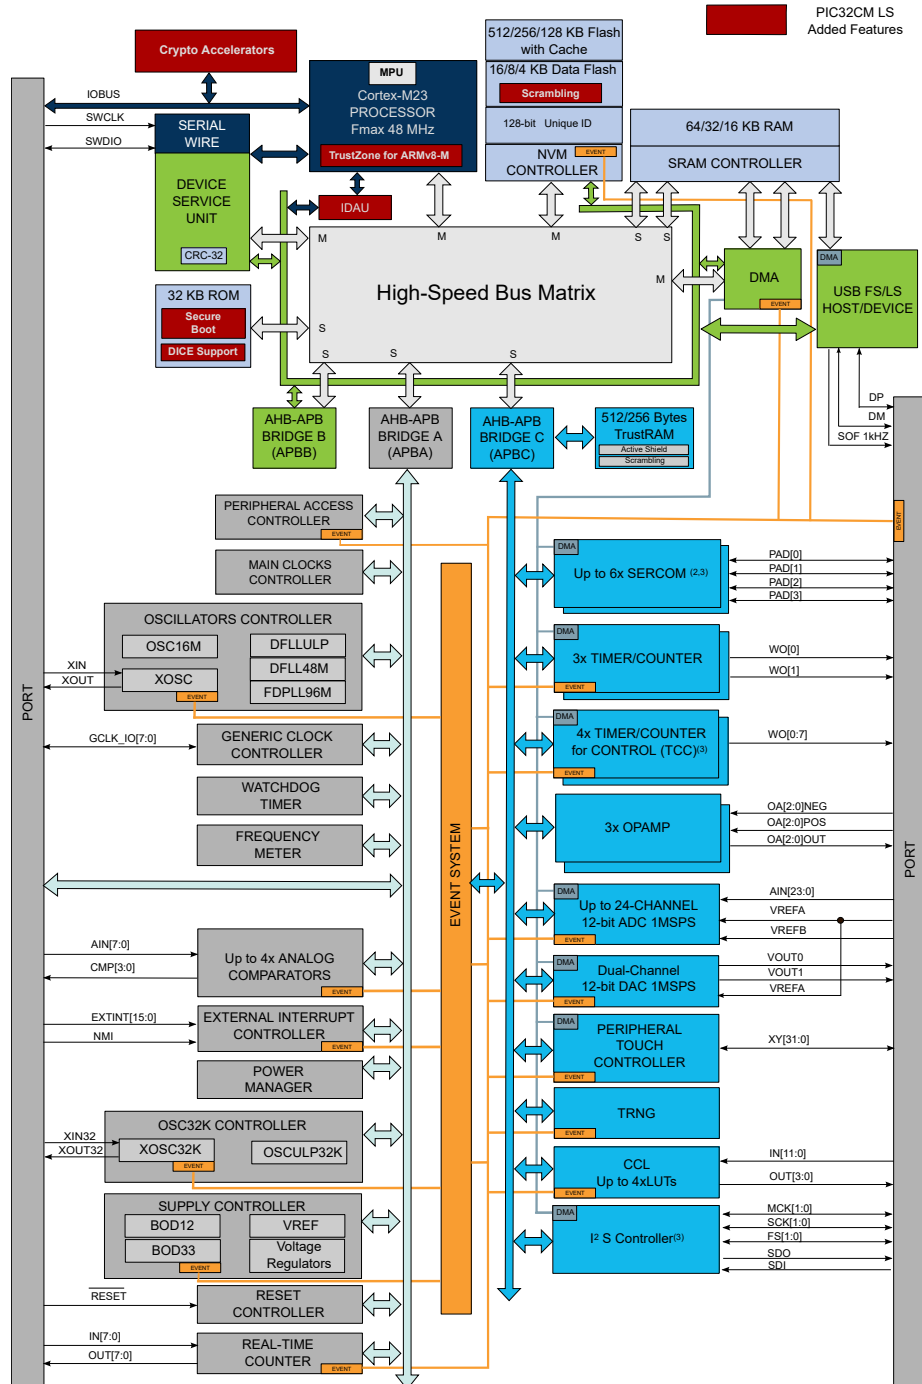 PIC32CM LS
Added Features
Crypto Accelerators
512/256/128 KB Flash
with Cache
16/8/4 KB Data Flash
Scrambling
128-bit Unique ID
NVM
CONTROLLER
EVENT
MPU
Cortex-M23
PROCESSOR
Fmax 48 MHz
TrustZone for ARMv8-M
64/32/16 KB RAM
SRAM CONTROLLER
IOBUS
SWCLK
SWDIO
SERIAL
WIRE
DEVICE
SERVICE
UNIT
CRC-32
IDAU
M
M
M
S
S
M
S
S
S
S
High-Speed Bus Matrix
DMA
EVENT
DMA
USB FS/LS
HOST/DEVICE
32 KB ROM
Secure
Boot
DICE Support
DP
DM
SOF 1kHZ
AHB-APB
BRIDGE B
(APBB)
AHB-APB
BRIDGE A
(APBA)
AHB-APB
BRIDGE C
(APBC)
512/256 Bytes
TrustRAM
Active Shield
Scrambling
PORT
PORT
EVENT
EVENT SYSTEM
PERIPHERAL ACCESS
CONTROLLER
EVENT
MAIN CLOCKS
CONTROLLER
OSCILLATORS CONTROLLER
OSC16M
XOSC
EVENT
DFLLULP
DFLL48M
FDPLL96M
XIN
XOUT
GCLK_IO[7:0]
GENERIC CLOCK
CONTROLLER
WATCHDOG
TIMER
FREQUENCY
METER
AIN[7:0]
CMP[3:0]
Up to 4x ANALOG
COMPARATORS
EVENT
EXTINT[15:0]
NMI
EXTERNAL INTERRUPT
CONTROLLER
EVENT
POWER
MANAGER
OSC32K CONTROLLER
XOSC32K
EVENT
OSCULP32K
XIN32
XOUT32
SUPPLY CONTROLLER
BOD12
BOD33
EVENT
VREF
Voltage
Regulators
RESET
RESET
CONTROLLER
IN[7:0]
OUT[7:0]
REAL-TIME
COUNTER
EVENT
DMA
Up to 6x SERCOM (2,3)
PAD[0]
PAD[1]
PAD[2]
PAD[3]
DMA
3x TIMER/COUNTER
EVENT
WO[0]
WO[1]
DMA
4x TIMER/COUNTER
for CONTROL (TCC)(3)
EVENT
WO[0:7]
3x OPAMP
OA[2:0]NEG
OA[2:0]POS
OA[2:0]OUT
DMA
Up to 24-CHANNEL
12-bit ADC 1MSPS
EVENT
AIN[23:0]
VREFA
VREFB
DMA
Dual-Channel
12-bit DAC 1MSPS
EVENT
VOUT0
VOUT1
VREFA
DMA
PERIPHERAL
TOUCH
CONTROLLER
EVENT
XY[31:0]
TRNG
EVENT
CCL
Up to 4xLUTs
EVENT
IN[11:0]
OUT[3:0]
DMA
I2 S Controller(3)
MCK[1:0]
SCK[1:0]
FS[1:0]
SDO
SDI